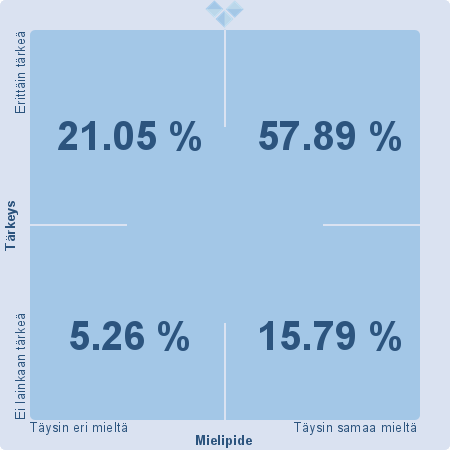 Erittäin tärkeä
21.05 %
57.89 %
Tärkeys
Ei lainkaan tärkeä
5.26 %
15.79 %
Täysin eri mieltä
Täysin samaa mieltä
Mielipide